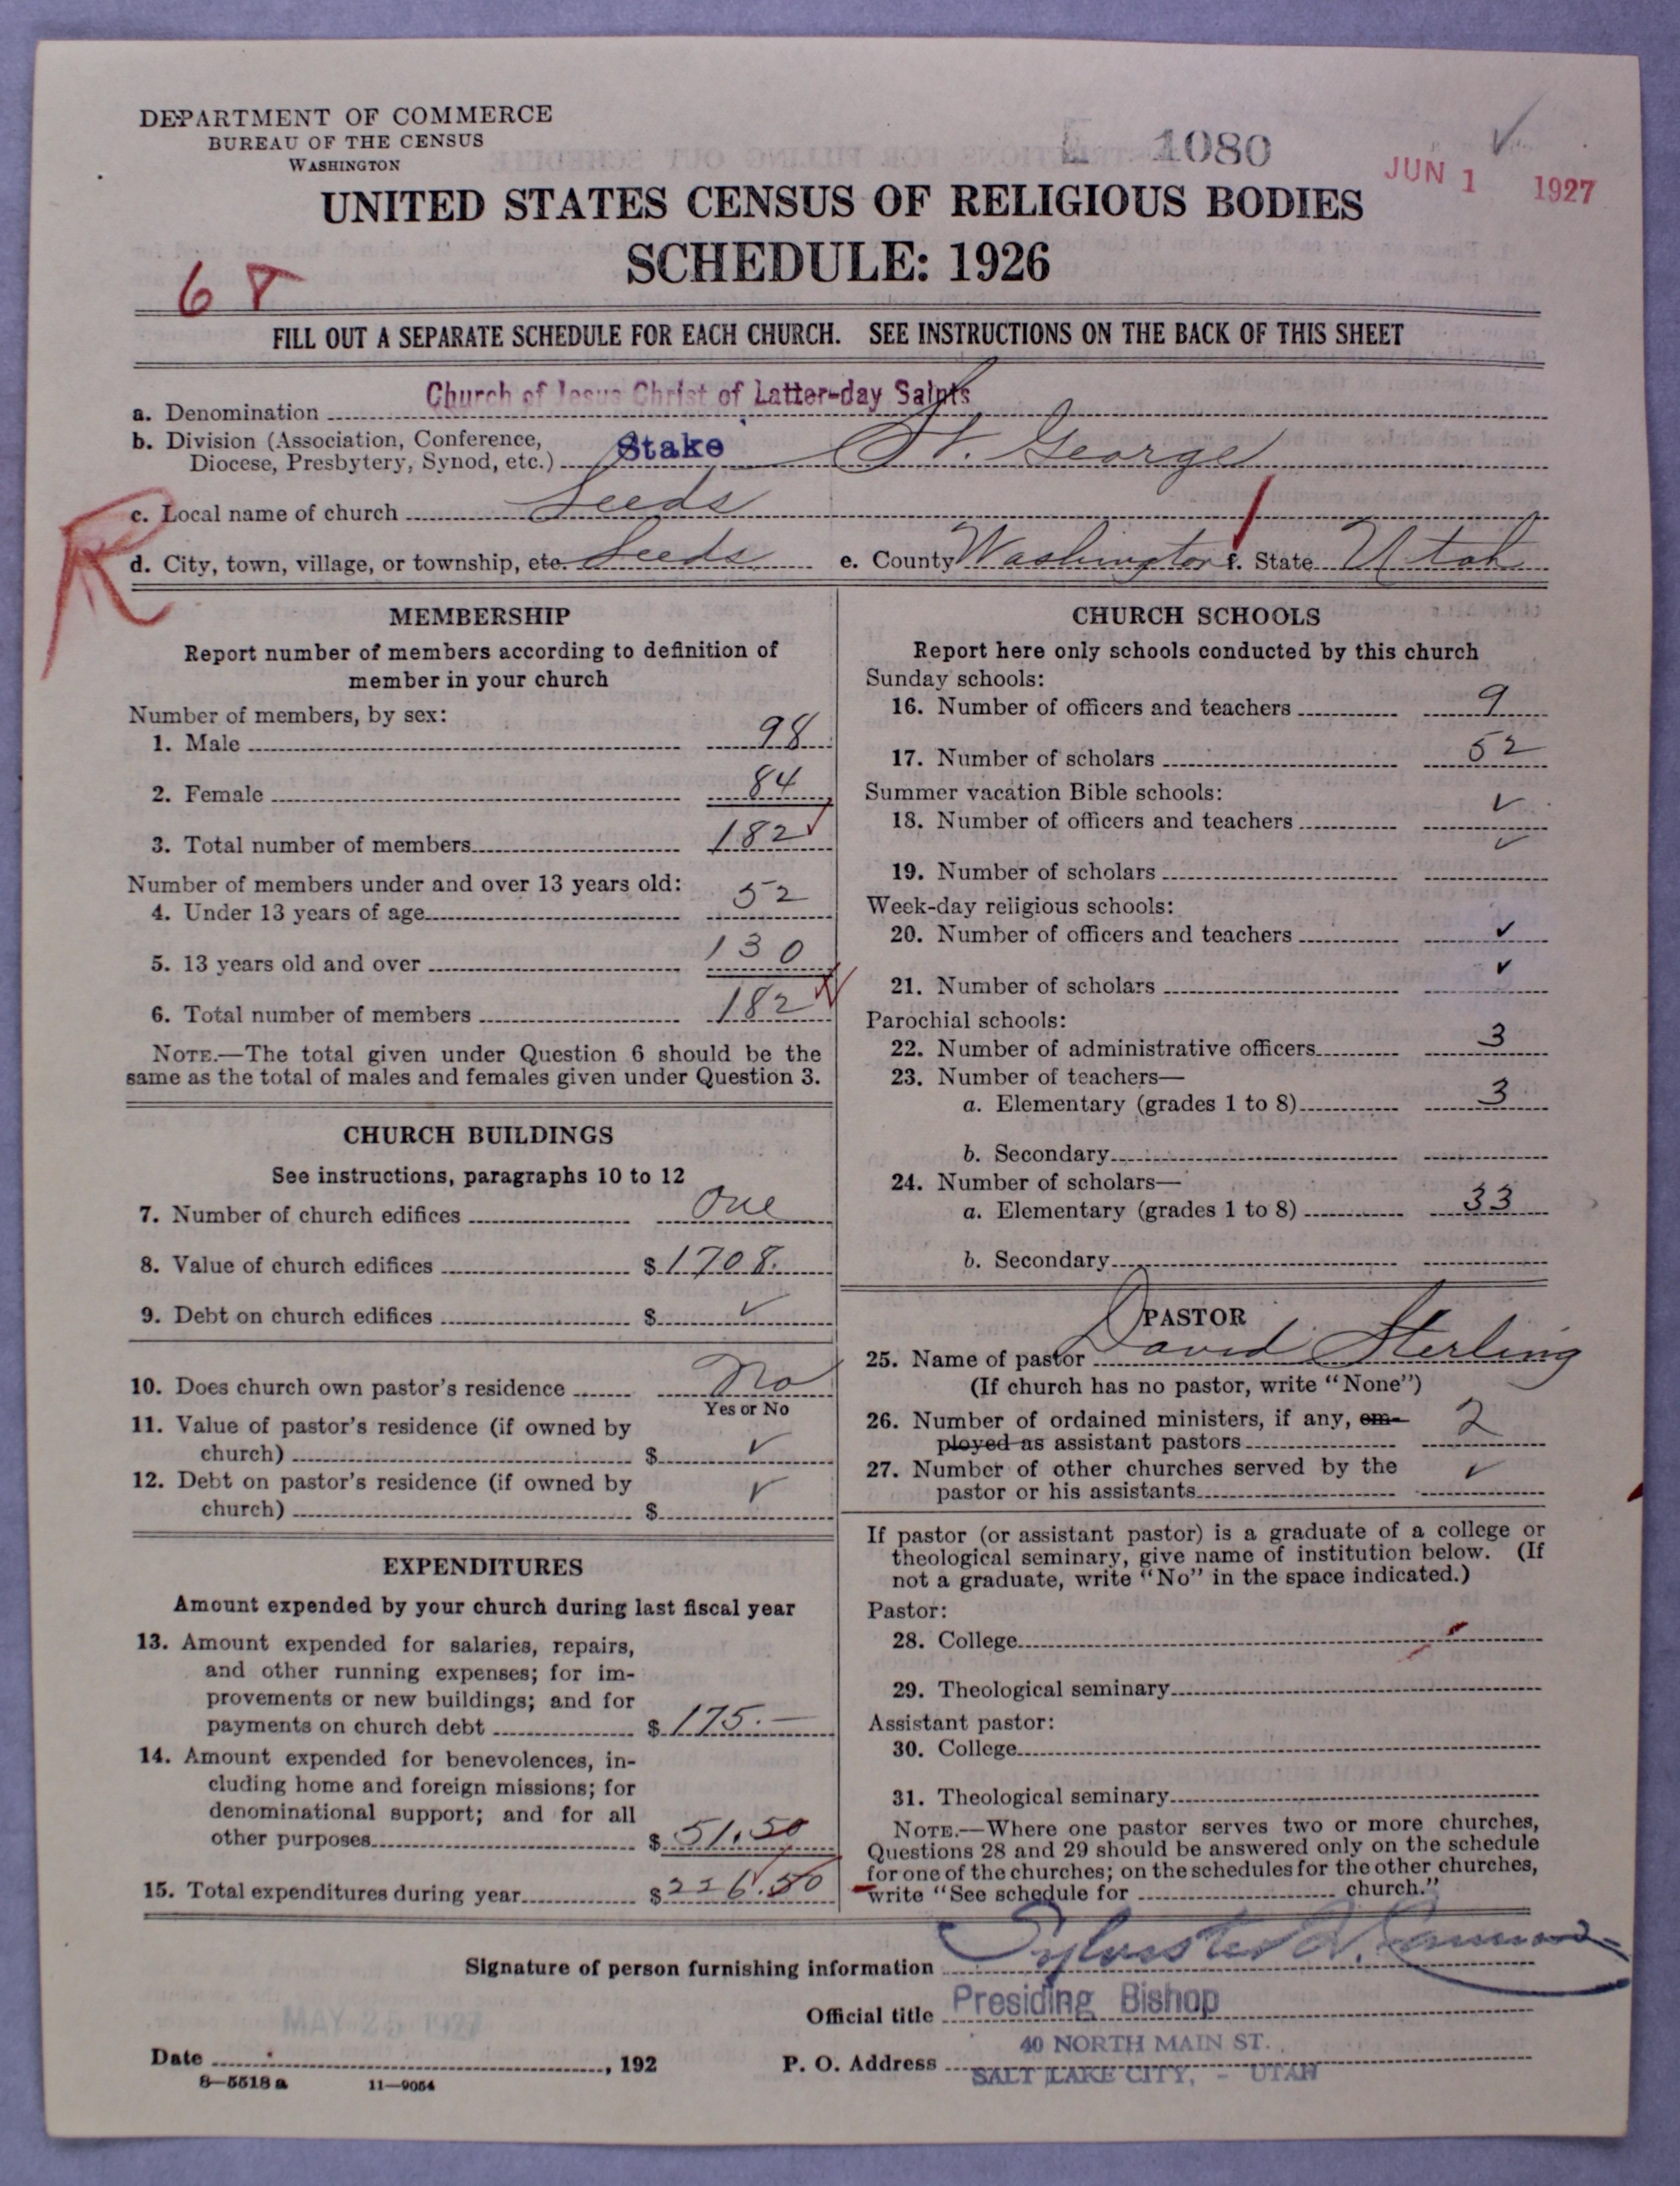 DEPARTMENT OF COMMERCE
BUREAU OF THE CENSUS
WASHINGTON
1080
JUN 1 1927
UNITED STATES CENSUS OF RELIGIOUS BODIES
SCHEDULE: 1926
68
FILL OUT A SEPARATE SCHEDULE FOR EACH CHURCH. SEE INSTRUCTIONS ON THE BACK OF THIS SHEET
a. Denomination Church of Jesus Christ of Latter-day Saints
b. Division (Association, Conference,
Diocese, Presbytery, Synod, etc.) Stake St. George
c. Local name of church Leeds
d. City, town, village, or township, etc. Leeds e. County Washington f. State Utah
R
MEMBERSHIP
Report number of members according to definition of
member in your church
Number of members, by sex:
1. Male 98
2. Female 84
3. Total number of members 182
Number of members under and over 13 years old:
4. Under 13 years of age 52
5. 13 years old and over 130
6. Total number of members 182
NOTE.—The total given under Question 6 should be the
same as the total of males and females given under Question 3.
CHURCH BUILDINGS
See instructions, paragraphs 10 to 12
7. Number of church edifices One
8. Value of church edifices $ 1708.
9. Debt on church edifices $ ✓
10. Does church own pastor's residence No
Yes or No
11. Value of pastor's residence (if owned by
church) $ ✓
12. Debt on pastor's residence (if owned by
church) $ ✓
EXPENDITURES
Amount expended by your church during last fiscal year
13. Amount expended for salaries, repairs,
and other running expenses; for im-
provements or new buildings; and for
payments on church debt $ 175.—
14. Amount expended for benevolences, in-
cluding home and foreign missions; for
denominational support; and for all
other purposes $ 51.50
15. Total expenditures during year $ 226.50
CHURCH SCHOOLS
Report here only schools conducted by this church
Sunday schools:
16. Number of officers and teachers 9
17. Number of scholars 52
Summer vacation Bible schools:
18. Number of officers and teachers ✓
19. Number of scholars ✓
Week-day religious schools:
20. Number of officers and teachers ✓
21. Number of scholars ✓
Parochial schools:
22. Number of administrative officers 3
23. Number of teachers—
a. Elementary (grades 1 to 8) 3
b. Secondary
24. Number of scholars—
a. Elementary (grades 1 to 8) 33
b. Secondary
PASTOR
25. Name of pastor David Sterling
(If church has no pastor, write "None")
26. Number of ordained ministers, if any, em-
ployed as assistant pastors 2
27. Number of other churches served by the
pastor or his assistants ✓
If pastor (or assistant pastor) is a graduate of a college or
theological seminary, give name of institution below. (If
not a graduate, write "No" in the space indicated.)
Pastor:
28. College
29. Theological seminary
Assistant pastor:
30. College
31. Theological seminary
NOTE.—Where one pastor serves two or more churches,
Questions 28 and 29 should be answered only on the schedule
for one of the churches; on the schedules for the other churches,
write "See schedule for church."
Signature of person furnishing information Sylvester Q. Cannon
Official title Presiding Bishop
MAY 25 1927
Date , 192
P. O. Address 40 NORTH MAIN ST.
SALT LAKE CITY, - UTAH
8—5518 a 11—9054